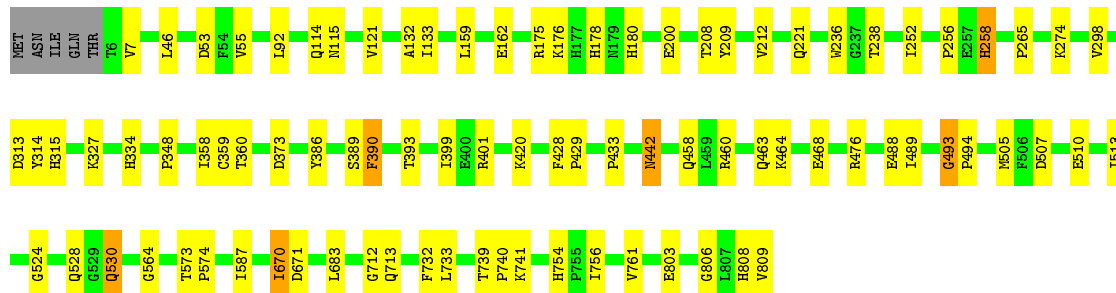 MET ASN ILE GLN THR T6 V7 L46 D53 F54 V55 L92 Q114 N115 V121 A132 I133 L159 E162 R175 K176 H177 H178 N179 H180 E200 T208 Y209 V212 Q221 W236 G237 T238 I252 P256 E257 H258 P265 K274 V298
D313 Y314 H315 K327 H334 P348 I358 C359 T360 D373 Y386 S389 F390 T393 I399 E400 R401 K420 F428 P429 P433 N442 Q458 L459 R460 Q463 K464 E468 R476 E488 I489 G493 P494 M505 F506 D507 E510
G524 Q528 G529 Q530 G564 T573 P574 I587 I670 D671 L683 G712 Q713 F732 L733 T739 P740 K741 H754 P755 I756 V761 E803 G806 L807 H808 V809